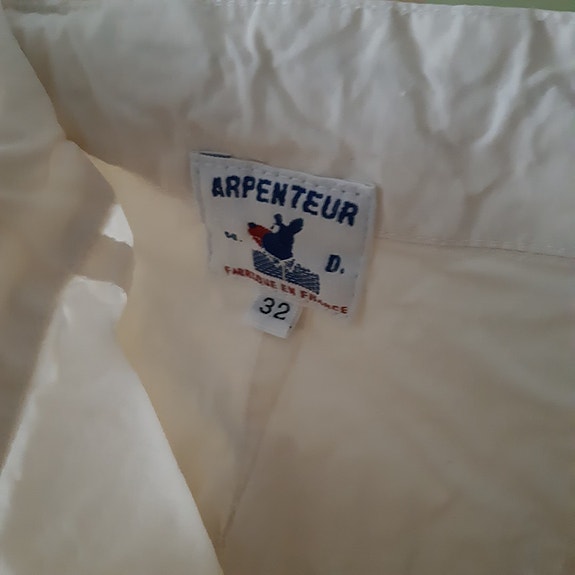 ARPENTEUR
D.
FABRIQUE EN FRANCE
32